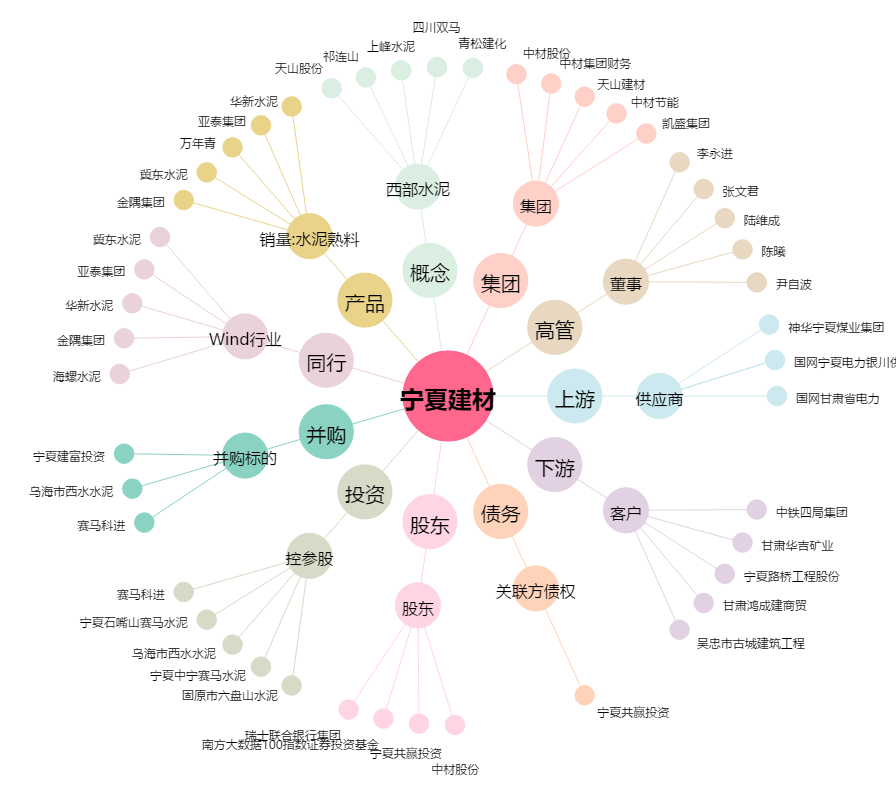 四川双马
青松建化
上峰水泥
祁连山
天山股份
中材股份
中材集团财务
天山建材
中材节能
凯盛集团
华新水泥
亚泰集团
万年青
冀东水泥
金隅集团
西部水泥
集团
李永进
张文君
陆维成
陈曦
尹自波
董事
销量:水泥熟料
冀东水泥
亚泰集团
华新水泥
金隅集团
海螺水泥
Wind行业
概念
集团
产品
高管
同行
宁夏建材
上游
供应商
神华宁夏煤业集团
国网宁夏电力银川
国网甘肃省电力
并购
并购标的
宁夏建富投资
乌海市西水水泥
赛马科进
投资
股东
债务
下游
客户
中铁四局集团
甘肃华吉矿业
宁夏路桥工程股份
甘肃鸿成建商贸
吴忠市古城建筑工程
控参股
赛马科进
宁夏石嘴山赛马水泥
乌海市西水水泥
宁夏中宁赛马水泥
固原市六盘山水泥
股东
关联方债权
瑞士联合银行集团
南方大数据100指数证券投资基金
宁夏共赢投资
中材股份
宁夏共赢投资